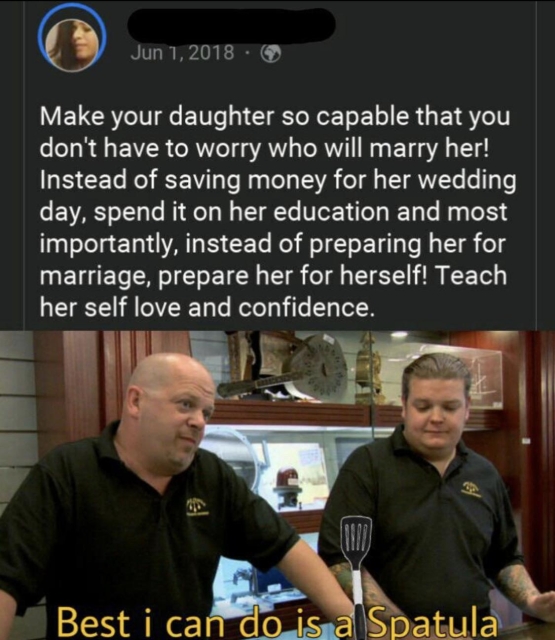 Jun 1, 2018 ·
Make your daughter so capable that you
don't have to worry who will marry her!
Instead of saving money for her wedding
day, spend it on her education and most
importantly, instead of preparing her for
marriage, prepare her for herself! Teach
her self love and confidence.
Best i can do is a Spatula